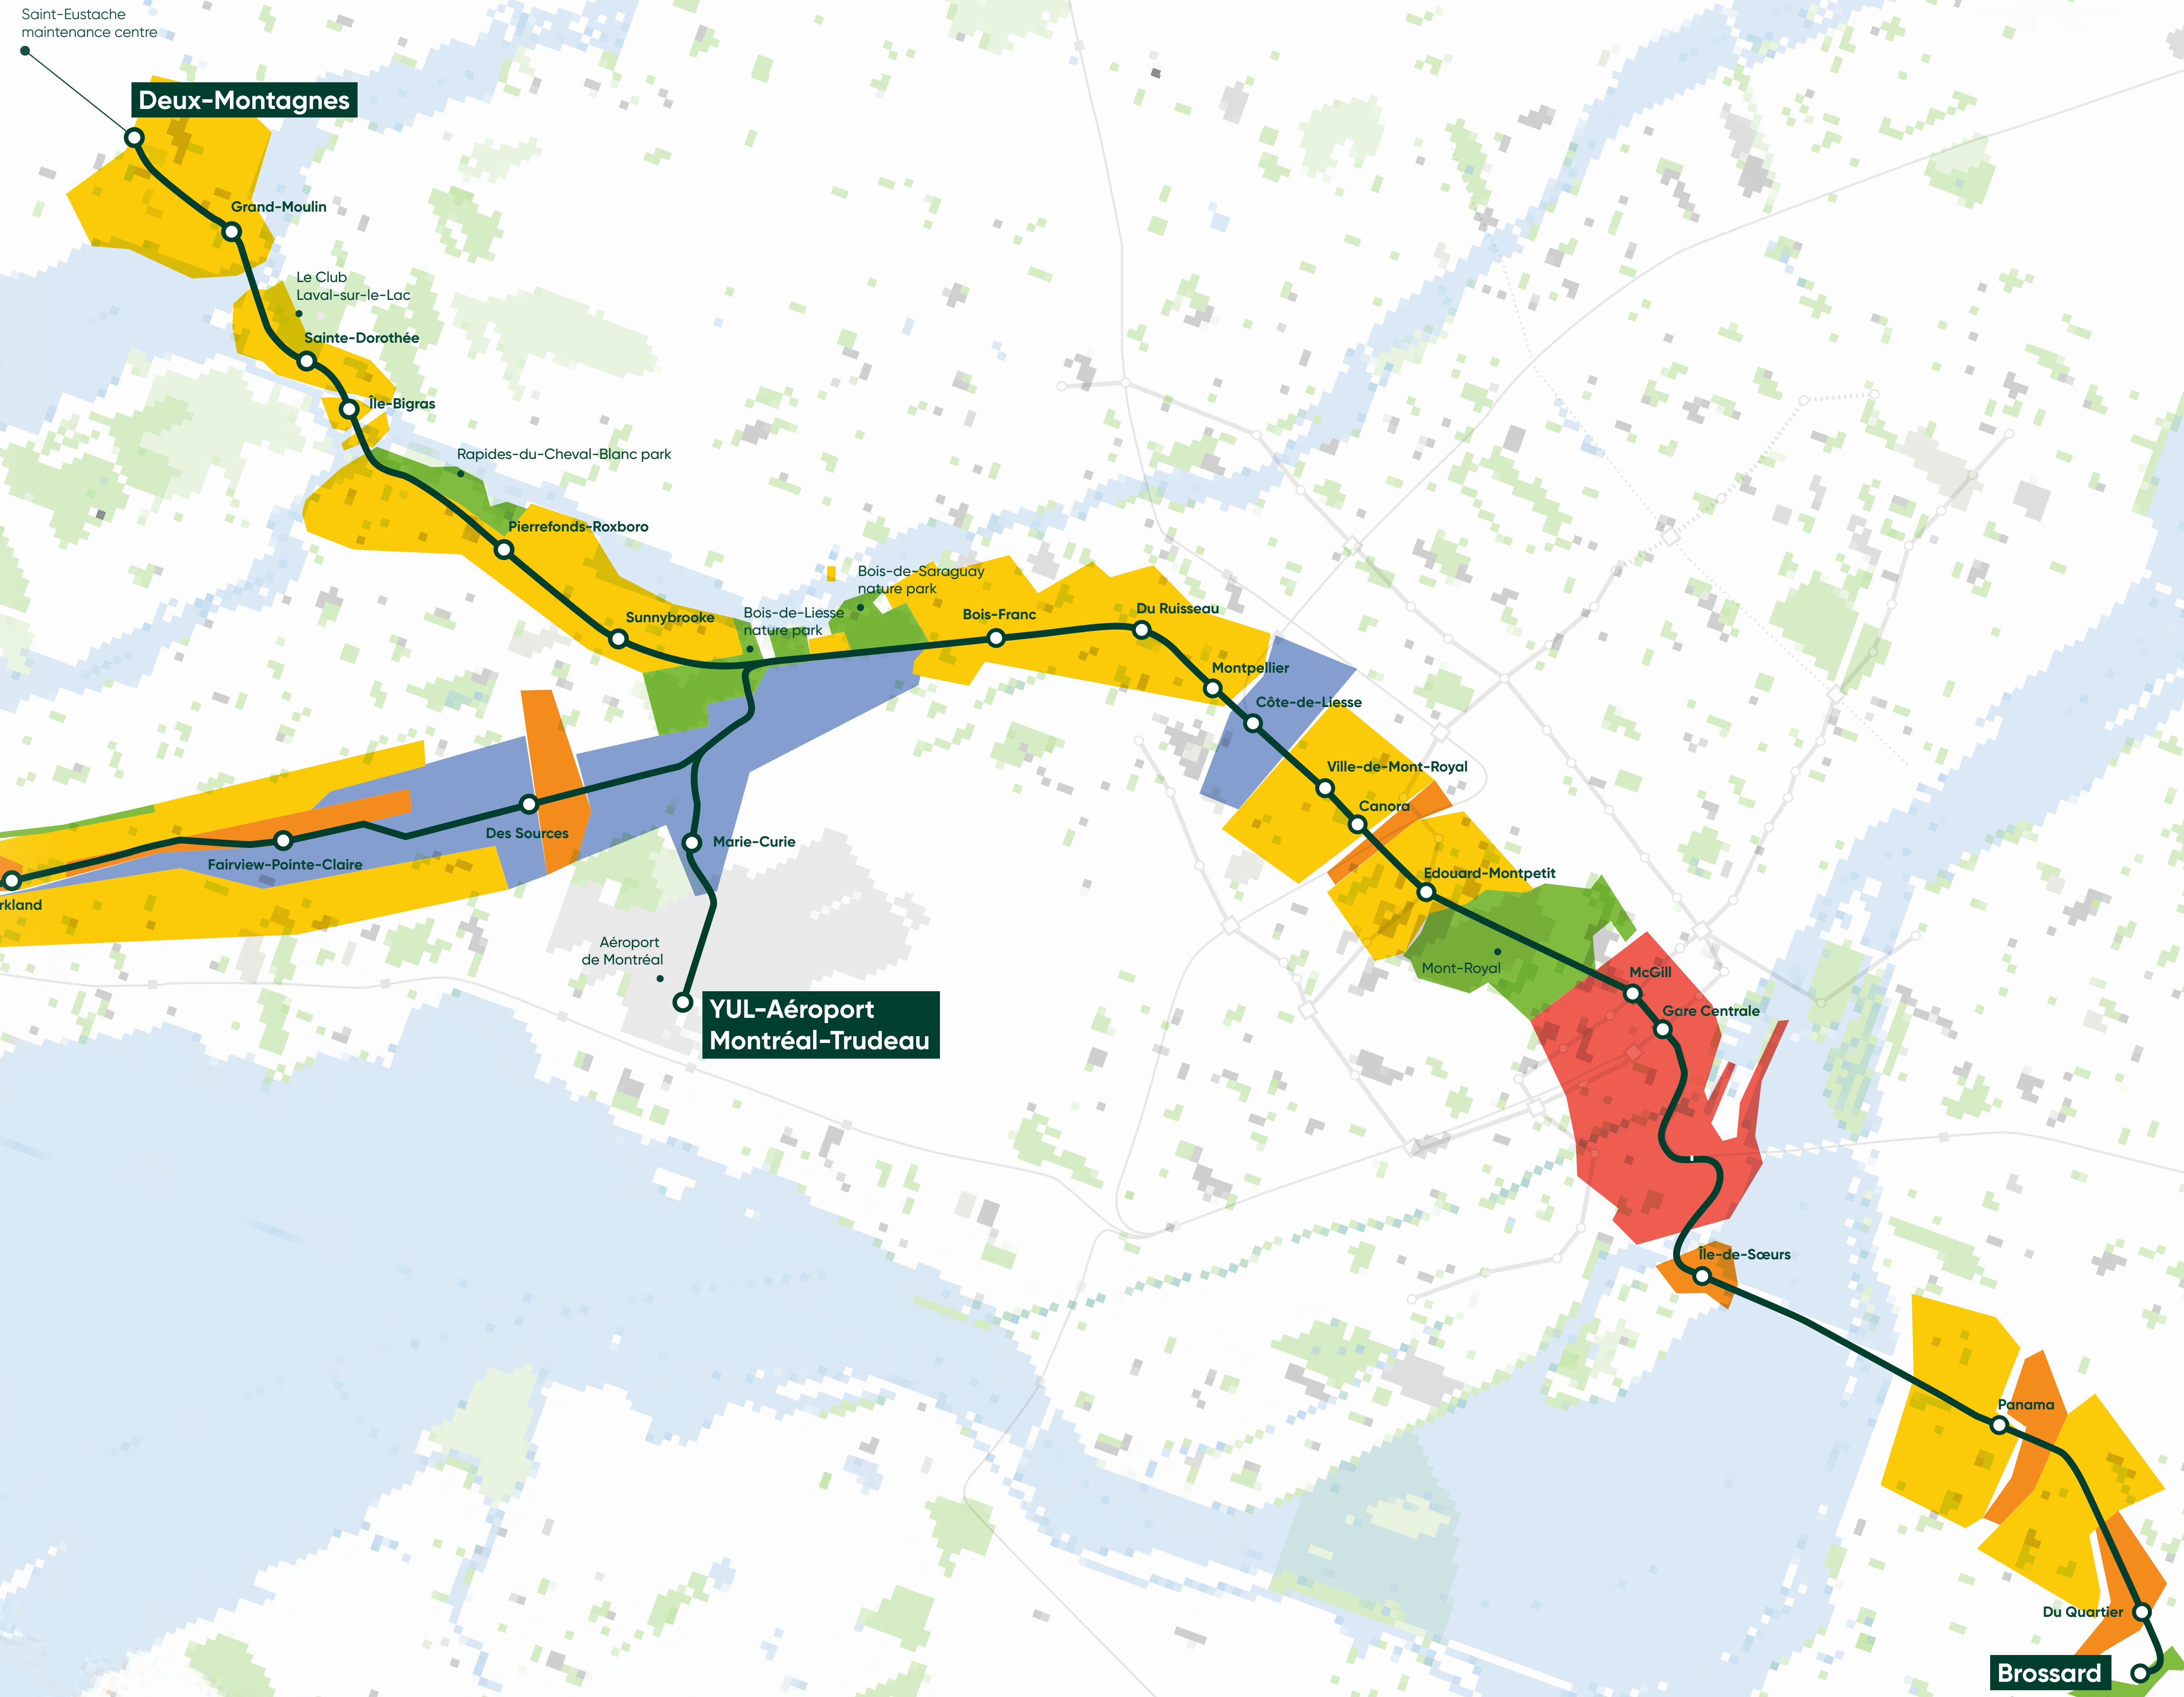 Saint-Eustache
maintenance centre
Deux-Montagnes
Grand-Moulin
Le Club
Laval-sur-le-Lac
Sainte-Dorothée
Île-Bigras
Rapides-du-Cheval-Blanc park
Pierrefonds-Roxboro
Sunnybrooke
Bois-de-Liesse
nature park
Bois-de-Saraguay
nature park
Bois-Franc
Du Ruisseau
Montpellier
Côte-de-Liesse
Ville-de-Mont-Royal
Canora
Edouard-Montpetit
Mont-Royal
McGill
Gare Centrale
Île-de-Sœurs
Panama
Du Quartier
Brossard
Des Sources
Fairview-Pointe-Claire
rkland
Marie-Curie
Aéroport
de Montréal
YUL-Aéroport
Montréal-Trudeau